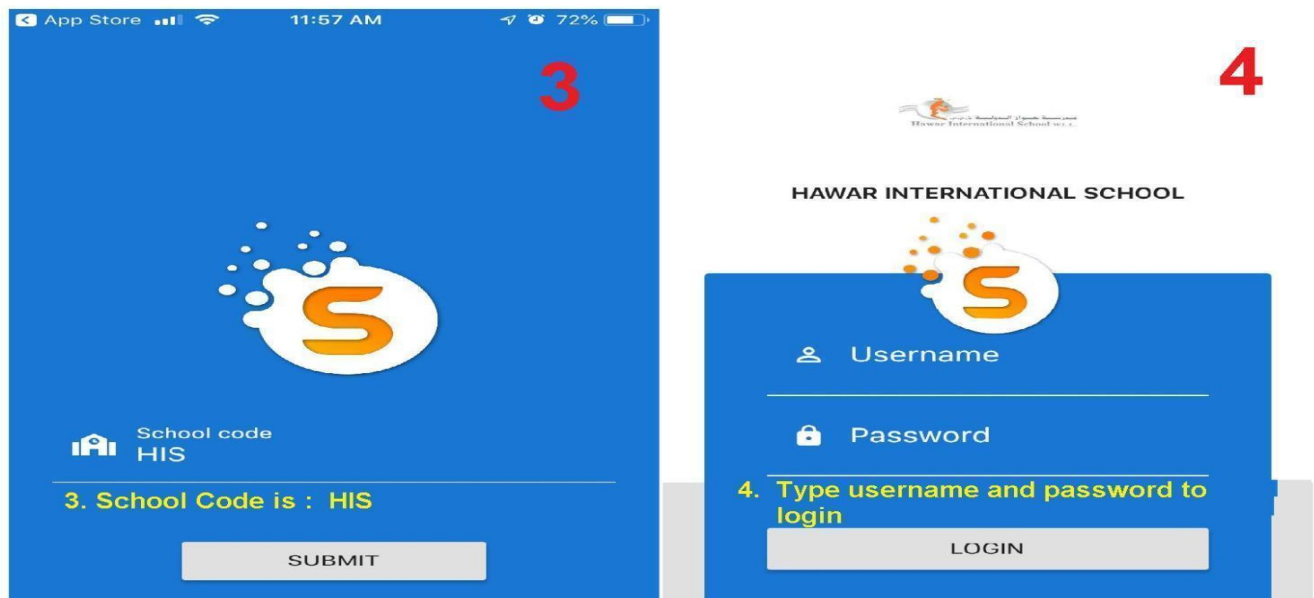 App Store
11:57 AM
72%
3
S
School code
HIS
3. School Code is : HIS
SUBMIT
4
Hawar International School W.L.L.
HAWAR INTERNATIONAL SCHOOL
S
Username
Password
4. Type username and password to
login
LOGIN